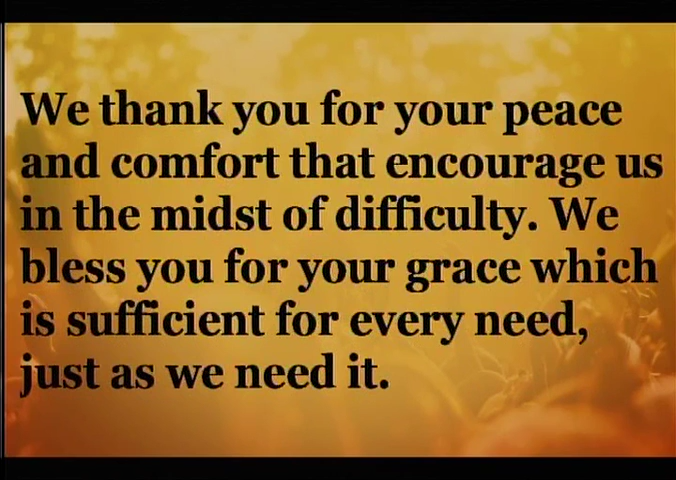 We thank you for your peace
and comfort that encourage us
in the midst of difficulty. We
bless you for your grace which
is sufficient for every need,
just as we need it.